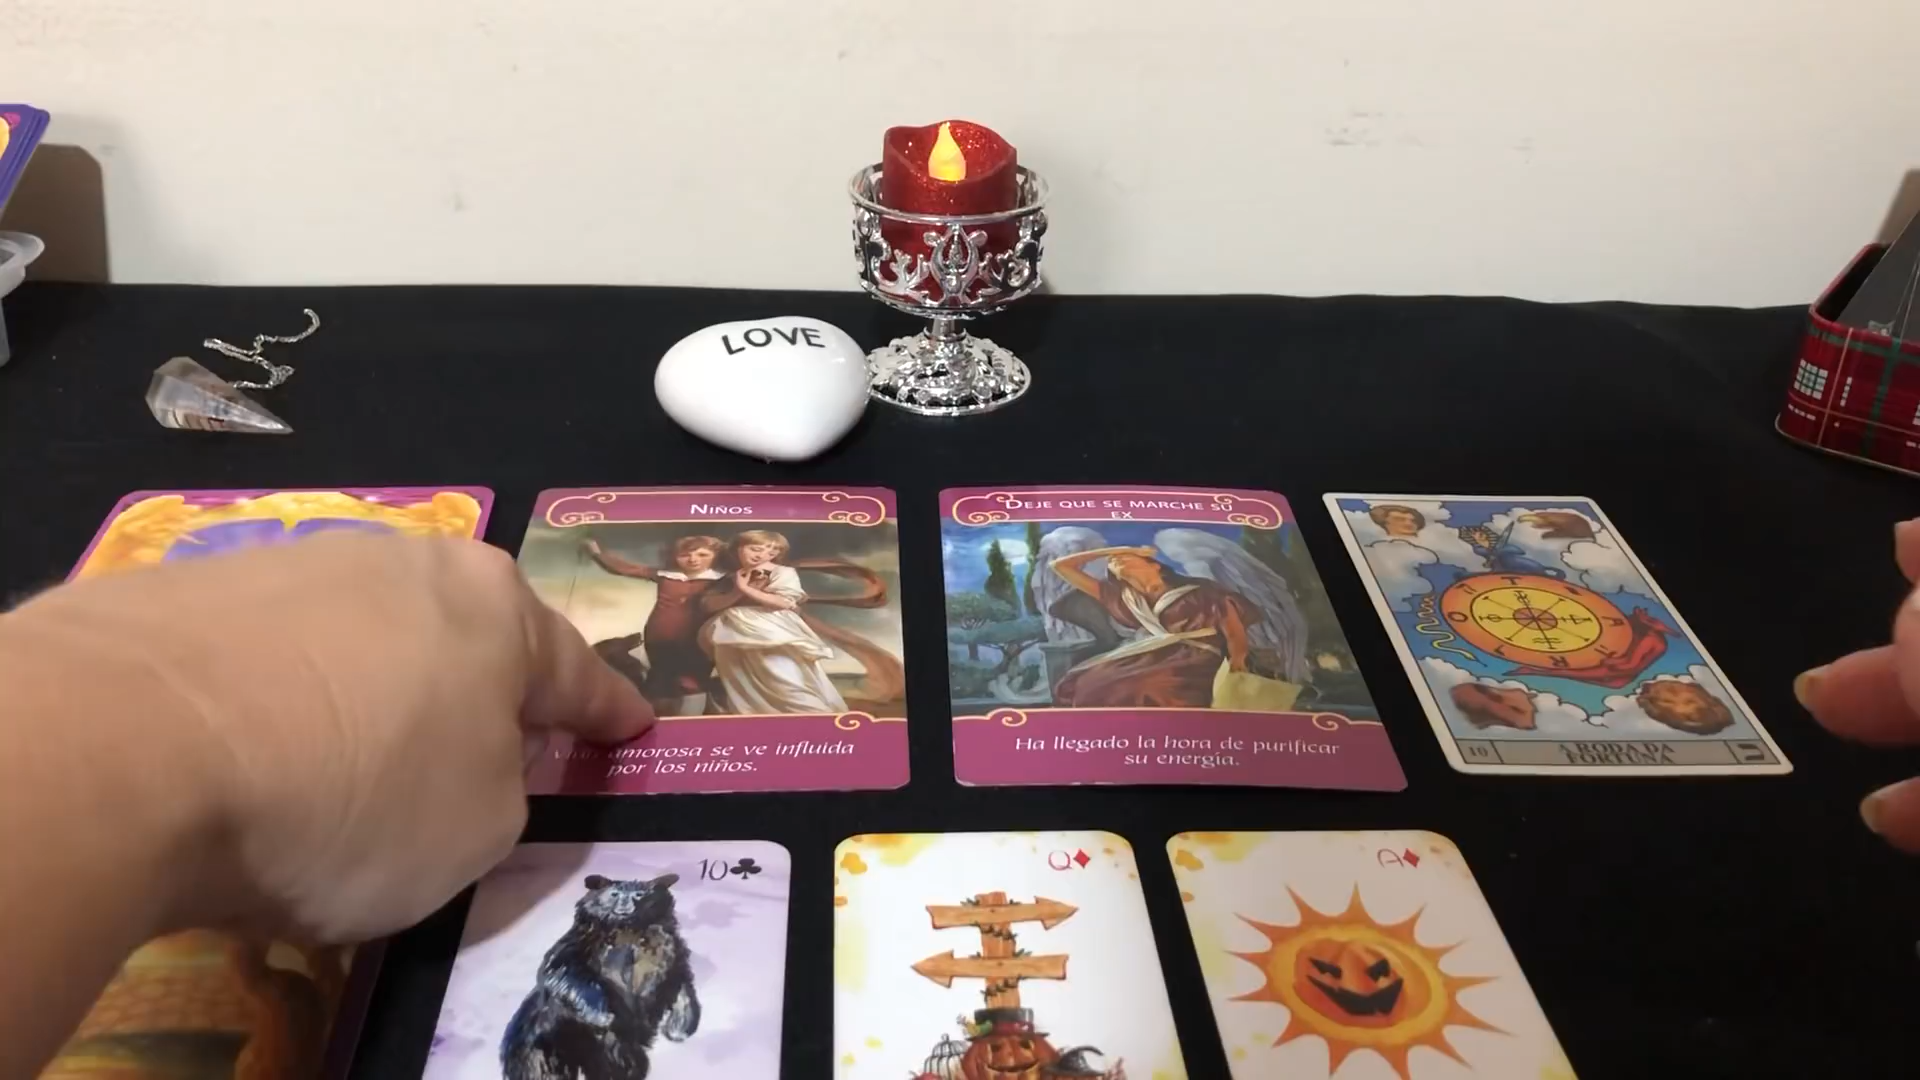 LOVE
NIÑOS
amorosa se ve influida
por los niños.
DEJE QUE SE MARCHE SU
EX
Ha llegado la hora de purificar
su energía.
10
A RODA DA
FORTUNA
10♣
Q♦
A♦